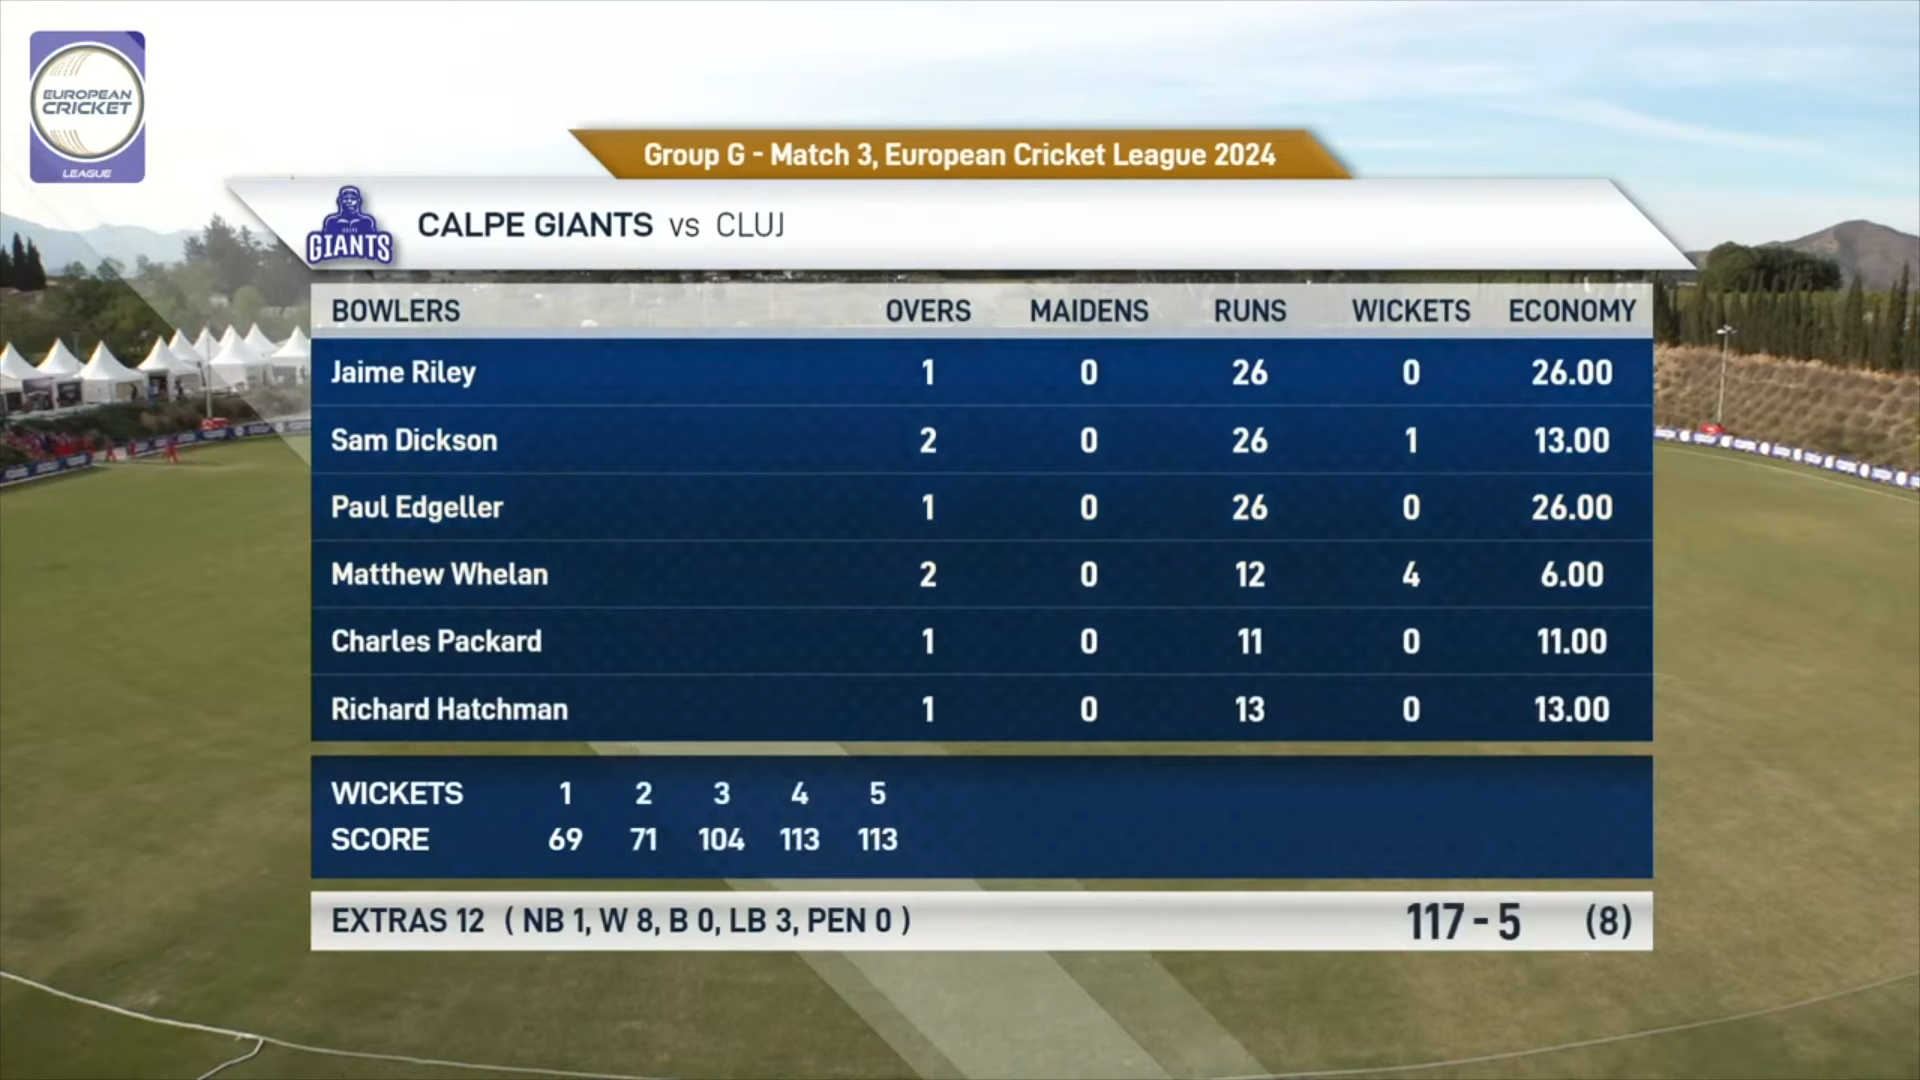 EUROPEAN
CRICKET
LEAGUE
Group G - Match 3, European Cricket League 2024
GIANTS
CALPE GIANTS vs CLUJ
BOWLERS OVERS MAIDENS RUNS WICKETS ECONOMY
Jaime Riley 1 0 26 0 26.00
Sam Dickson 2 0 26 1 13.00
Paul Edgeller 1 0 26 0 26.00
Matthew Whelan 2 0 12 4 6.00
Charles Packard 1 0 11 0 11.00
Richard Hatchman 1 0 13 0 13.00
WICKETS 1 2 3 4 5
SCORE 69 71 104 113 113
EXTRAS 12 ( NB 1, W 8, B 0, LB 3, PEN 0 ) 117 - 5 (8)